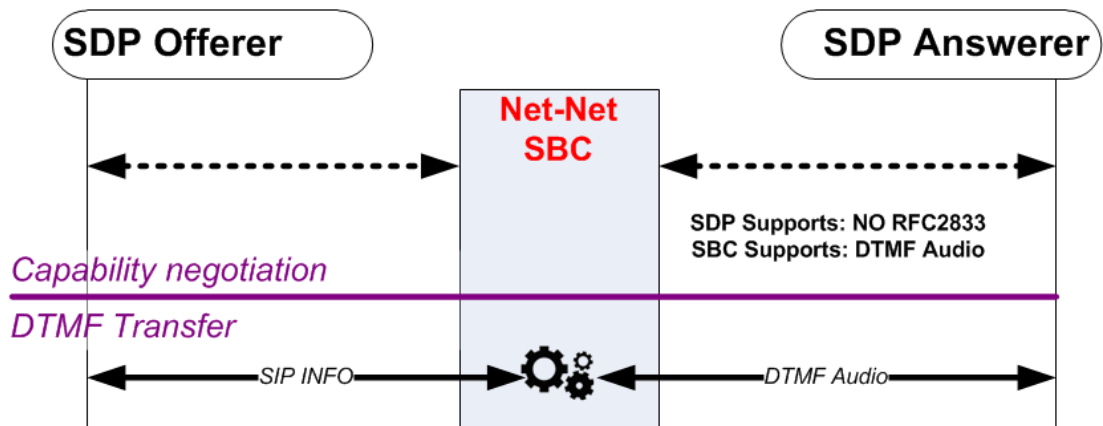 SDP Offerer
SDP Answerer
Net-Net
SBC
SDP Supports: NO RFC2833
SBC Supports: DTMF Audio
Capability negotiation
DTMF Transfer
SIP INFO
DTMF Audio